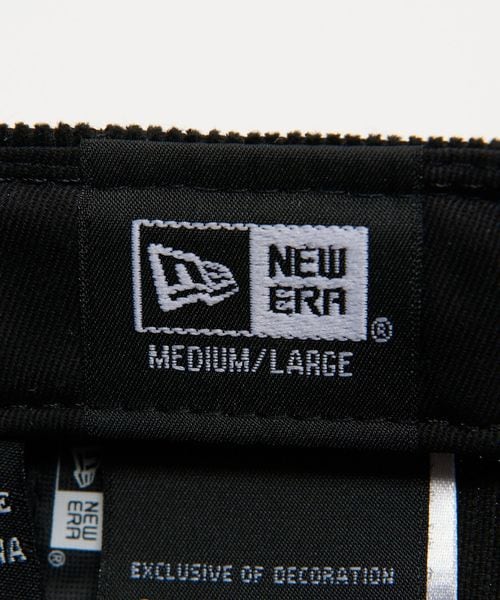 NEW
ERA
®
MEDIUM/LARGE
NEW
ERA
®
EXCLUSIVE OF DECORATION